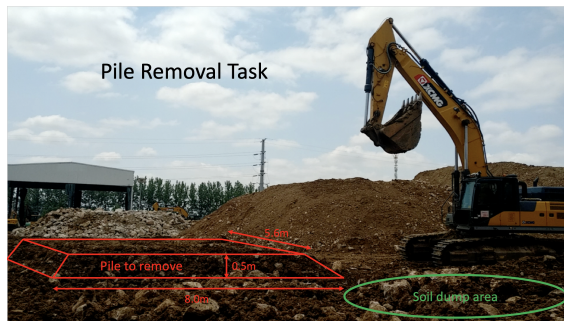 Pile Removal Task
XCMG
5.0m
Pile to remove
0.5m
8.0m
Soil dump area